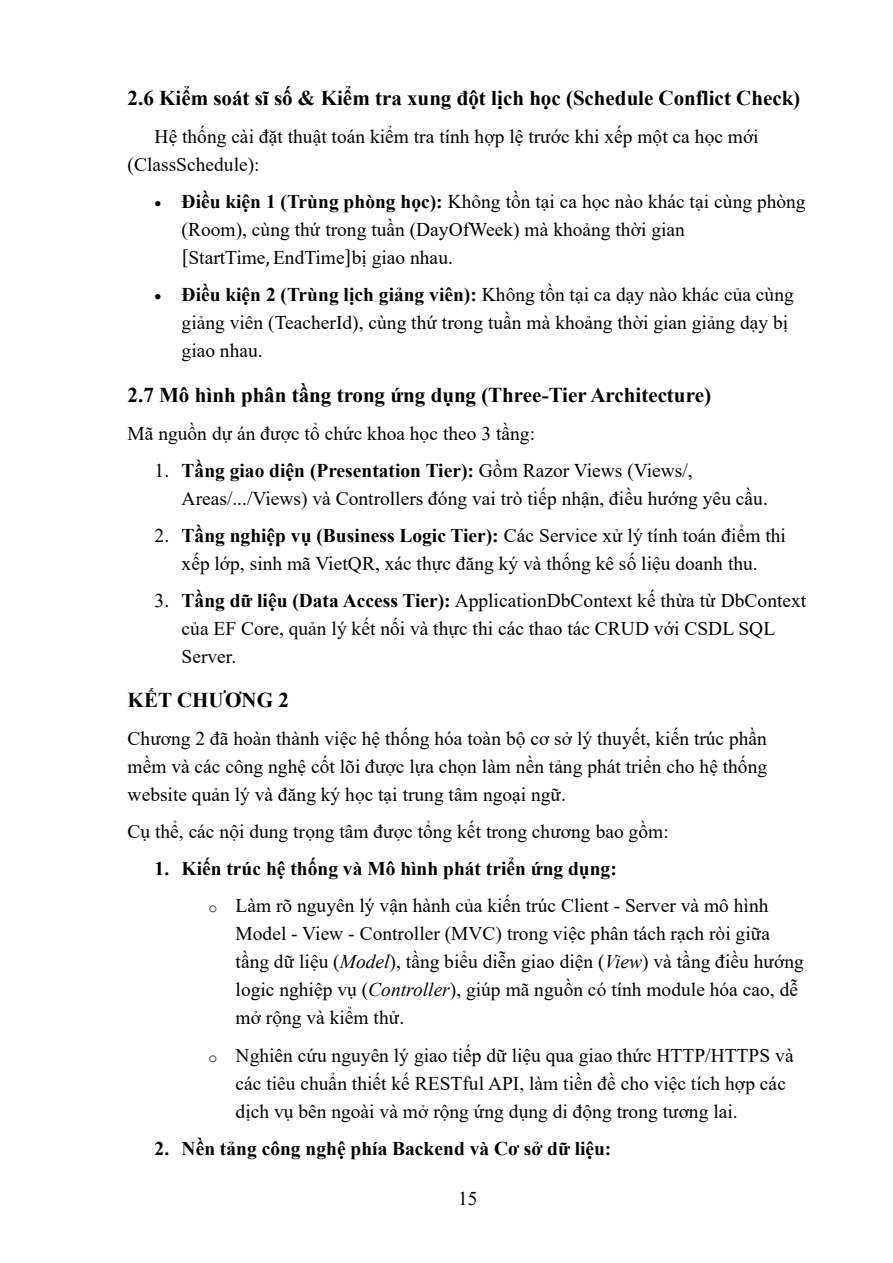 2.6 Kiểm soát sĩ số & Kiểm tra xung đột lịch học (Schedule Conflict Check)
Hệ thống cài đặt thuật toán kiểm tra tính hợp lệ trước khi xếp một ca học mới
(ClassSchedule):
• Điều kiện 1 (Trùng phòng học): Không tồn tại ca học nào khác tại cùng phòng
(Room), cùng thứ trong tuần (DayOfWeek) mà khoảng thời gian
[StartTime, EndTime]bị giao nhau.
• Điều kiện 2 (Trùng lịch giảng viên): Không tồn tại ca dạy nào khác của cùng
giảng viên (TeacherId), cùng thứ trong tuần mà khoảng thời gian giảng dạy bị
giao nhau.
2.7 Mô hình phân tầng trong ứng dụng (Three-Tier Architecture)
Mã nguồn dự án được tổ chức khoa học theo 3 tầng:
1. Tầng giao diện (Presentation Tier): Gồm Razor Views (Views/,
Areas/.../Views) và Controllers đóng vai trò tiếp nhận, điều hướng yêu cầu.
2. Tầng nghiệp vụ (Business Logic Tier): Các Service xử lý tính toán điểm thi
xếp lớp, sinh mã VietQR, xác thực đăng ký và thống kê số liệu doanh thu.
3. Tầng dữ liệu (Data Access Tier): ApplicationDbContext kế thừa từ DbContext
của EF Core, quản lý kết nối và thực thi các thao tác CRUD với CSDL SQL
Server.
KẾT CHƯƠNG 2
Chương 2 đã hoàn thành việc hệ thống hóa toàn bộ cơ sở lý thuyết, kiến trúc phần
mềm và các công nghệ cốt lõi được lựa chọn làm nền tảng phát triển cho hệ thống
website quản lý và đăng ký học tại trung tâm ngoại ngữ.
Cụ thể, các nội dung trọng tâm được tổng kết trong chương bao gồm:
1. Kiến trúc hệ thống và Mô hình phát triển ứng dụng:
o Làm rõ nguyên lý vận hành của kiến trúc Client - Server và mô hình
Model - View - Controller (MVC) trong việc phân tách rạch ròi giữa
tầng dữ liệu (Model), tầng biểu diễn giao diện (View) và tầng điều hướng
logic nghiệp vụ (Controller), giúp mã nguồn có tính module hóa cao, dễ
mở rộng và kiểm thử.
o Nghiên cứu nguyên lý giao tiếp dữ liệu qua giao thức HTTP/HTTPS và
các tiêu chuẩn thiết kế RESTful API, làm tiền đề cho việc tích hợp các
dịch vụ bên ngoài và mở rộng ứng dụng di động trong tương lai.
2. Nền tảng công nghệ phía Backend và Cơ sở dữ liệu:
15